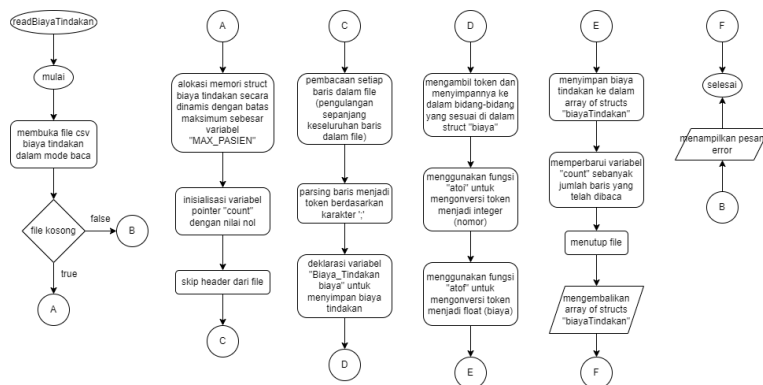 readBiayaTindakan
mulai
membuka file csv
biaya tindakan
dalam mode baca
file kosong
false
B
true
A
A
alokasi memori struct
biaya tindakan secara
dinamis dengan batas
maksimum sebesar
variabel
"MAX_PASIEN"
inisialisasi variabel
pointer "count"
dengan nilai nol
skip header dari file
C
C
pembacaan setiap
baris dalam file
(pengulangan
sepanjang
keseluruhan baris
dalam file)
parsing baris menjadi
token berdasarkan
karakter ';'
deklarasi variabel
"Biaya_Tindakan
biaya" untuk
menyimpan biaya
tindakan
D
D
mengambil token dan
menyimpannya ke
dalam bidang-bidang
yang sesuai di dalam
struct "biaya"
menggunakan fungsi
"atoi" untuk
mengonversi token
menjadi integer
(nomor)
menggunakan fungsi
"atof" untuk
mengonversi token
menjadi float (biaya)
E
E
menyimpan biaya
tindakan ke dalam
array of structs
"biayaTindakan"
memperbarui variabel
"count" sebanyak
jumlah baris yang
telah dibaca
menutup file
mengembalikan
array of structs
"biayaTindakan"
F
F
selesai
menampilkan pesan
error
B